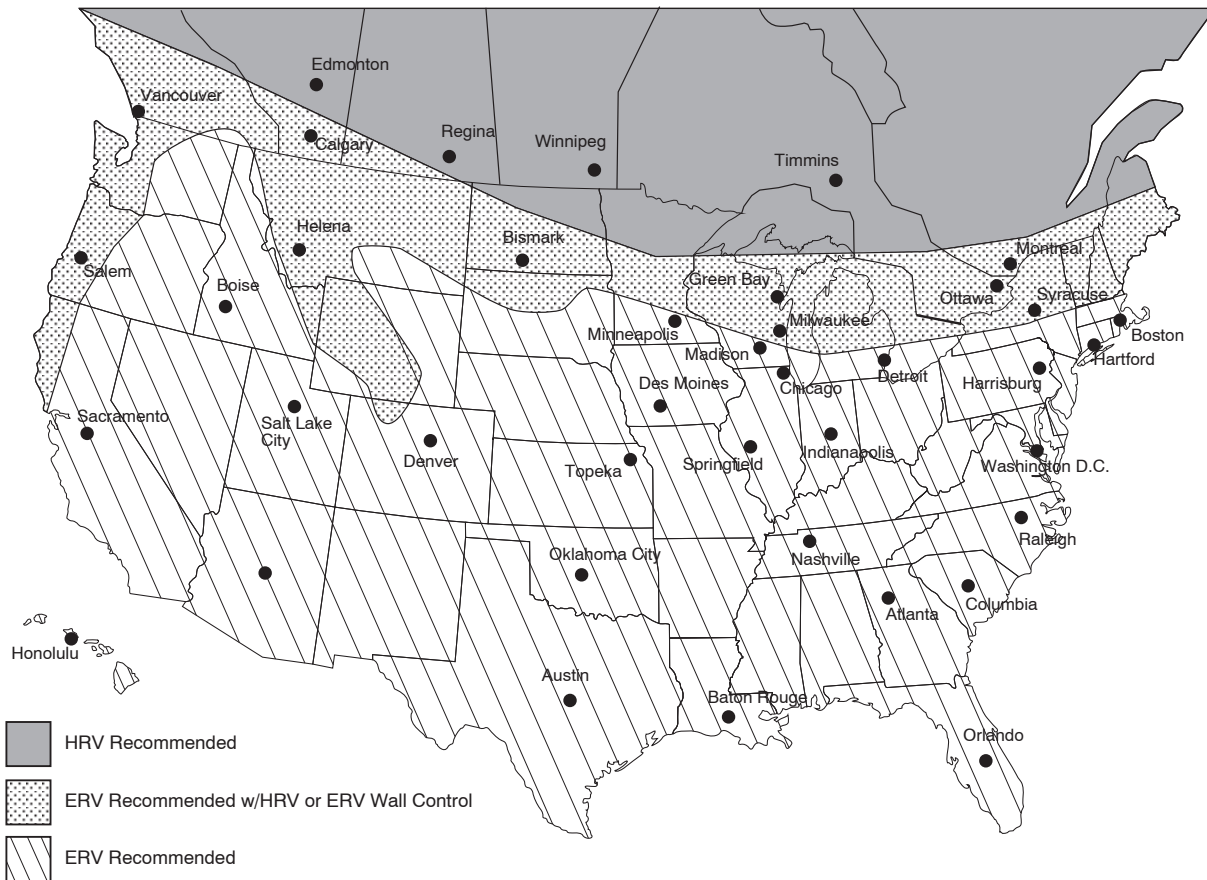 Edmonton
Vancouver
Calgary
Regina
Winnipeg
Timmins
Helena
Bismark
Montreal
Salem
Boise
Green Bay
Ottawa
Syracuse
Minneapolis
Milwaukee
Boston
Madison
Hartford
Des Moines
Chicago
Detroit
Harrisburg
Sacramento
Salt Lake
City
Denver
Topeka
Springfield
Indianapolis
Washington D.C.
Oklahoma City
Nashville
Raleigh
Columbia
Atlanta
Honolulu
Austin
Baton Rouge
Orlando
HRV Recommended
ERV Recommended w/HRV or ERV Wall Control
ERV Recommended